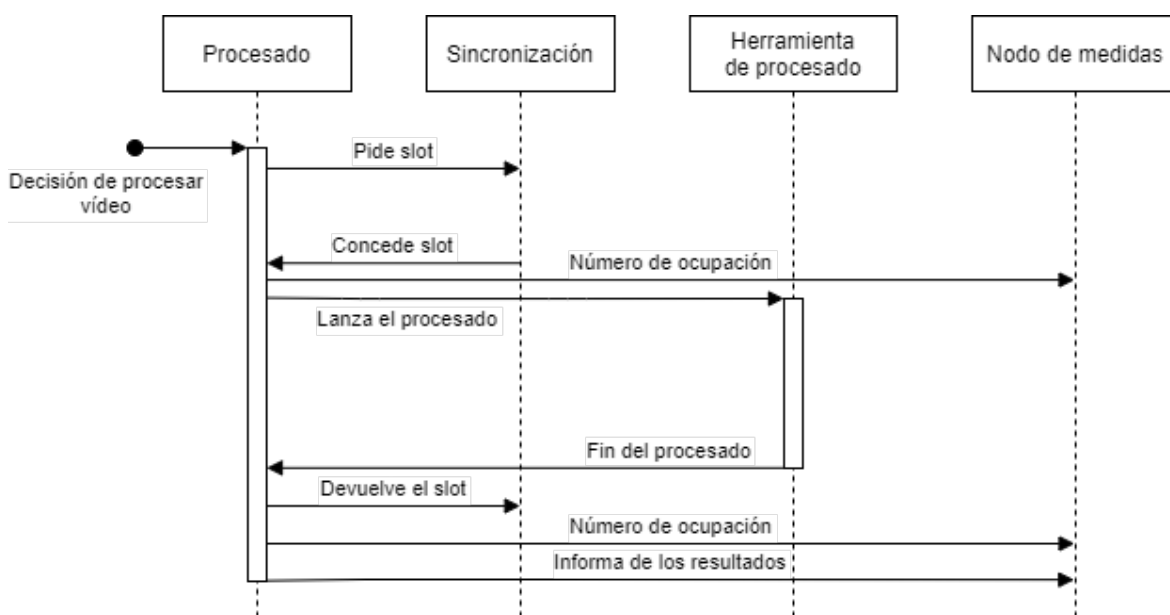 Procesado
Sincronización
Herramienta
de procesado
Nodo de medidas
Decisión de procesar
vídeo
Pide slot
Concede slot
Número de ocupación
Lanza el procesado
Fin del procesado
Devuelve el slot
Número de ocupación
Informa de los resultados